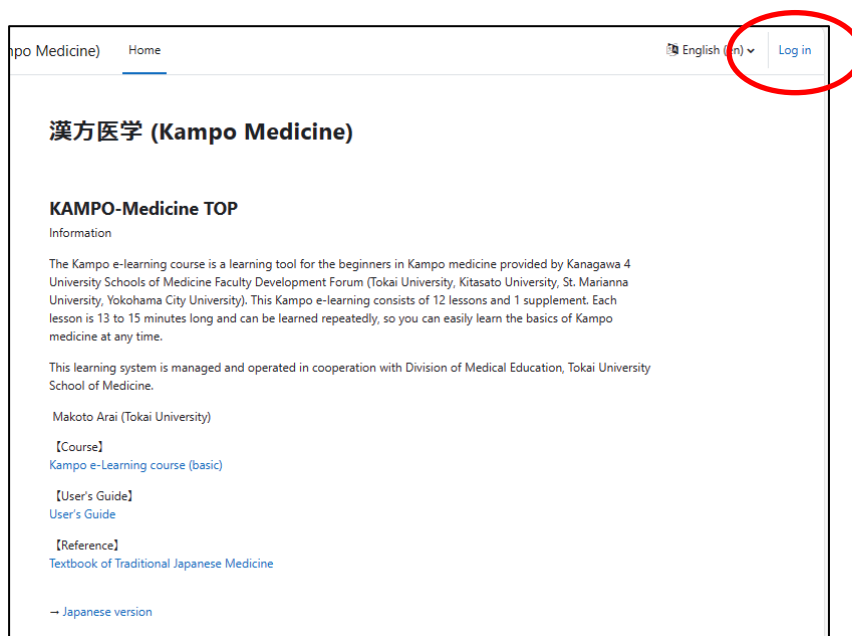 Medicine) Home English (en) Log in
漢方医学 (Kampo Medicine)
KAMPO-Medicine TOP
Information
The Kampo e-learning course is a learning tool for the beginners in Kampo medicine provided by Kanagawa 4
University Schools of Medicine Faculty Development Forum (Tokai University, Kitasato University, St. Marianna
University, Yokohama City University). This Kampo e-learning consists of 12 lessons and 1 supplement. Each
lesson is 13 to 15 minutes long and can be learned repeatedly, so you can easily learn the basics of Kampo
medicine at any time.
This learning system is managed and operated in cooperation with Division of Medical Education, Tokai University
School of Medicine.
Makoto Arai (Tokai University)
【Course】
Kampo e-Learning course (basic)
【User's Guide】
User's Guide
【Reference】
Textbook of Traditional Japanese Medicine
→ Japanese version